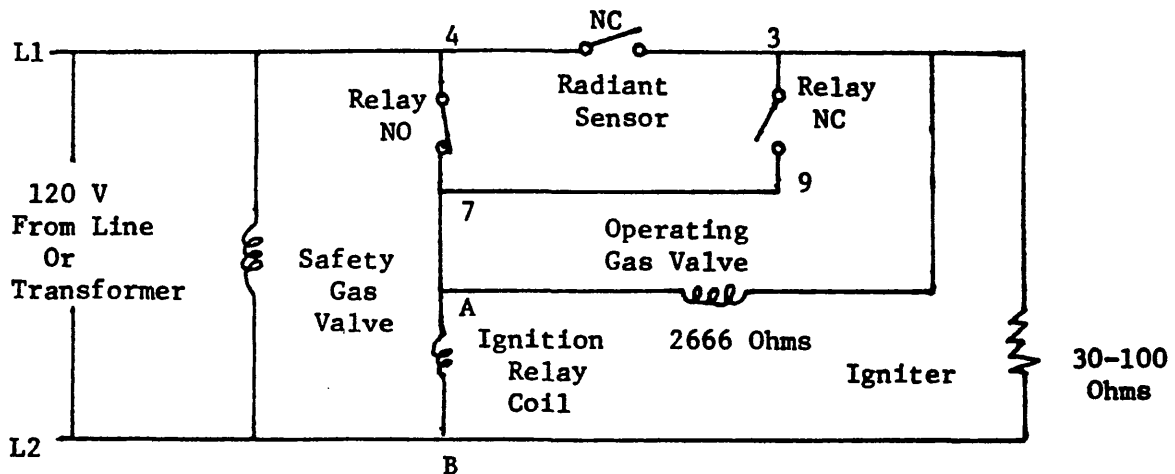 NC
4
3
L1
Relay
NO
Radiant
Sensor
Relay
NC
120 V
From Line
Or
Transformer
7
9
Safety
Gas
Valve
Operating
Gas Valve
A
Ignition
Relay
Coil
2666 Ohms
Igniter
30-100
Ohms
L2
B